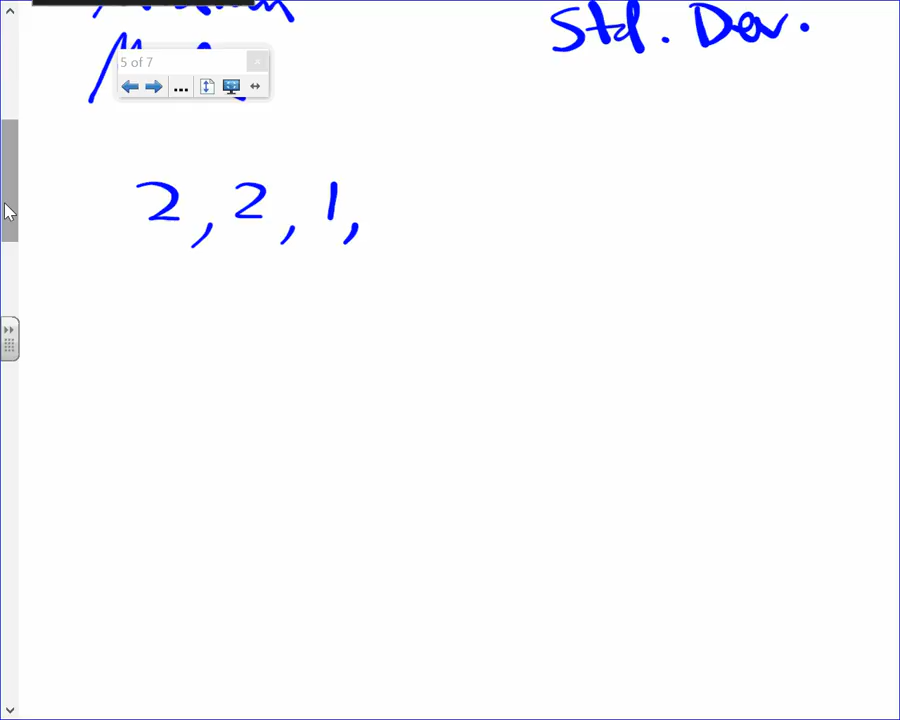 Std. Dev.
5 of 7
2, 2, 1,